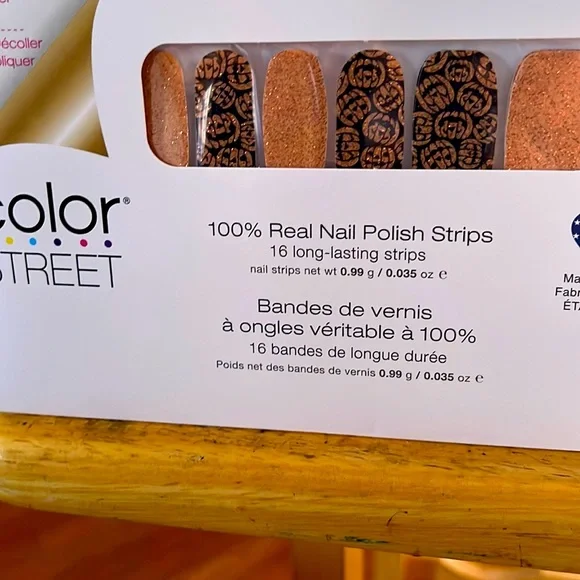 écoller
liquer
color®
STREET
100% Real Nail Polish Strips
16 long-lasting strips
nail strips net wt 0.99 g / 0.035 oz ℮
Bandes de vernis
à ongles véritable à 100%
16 bandes de longue durée
Poids net des bandes de vernis 0.99 g / 0.035 oz ℮
Ma
Fabr
ÉTA